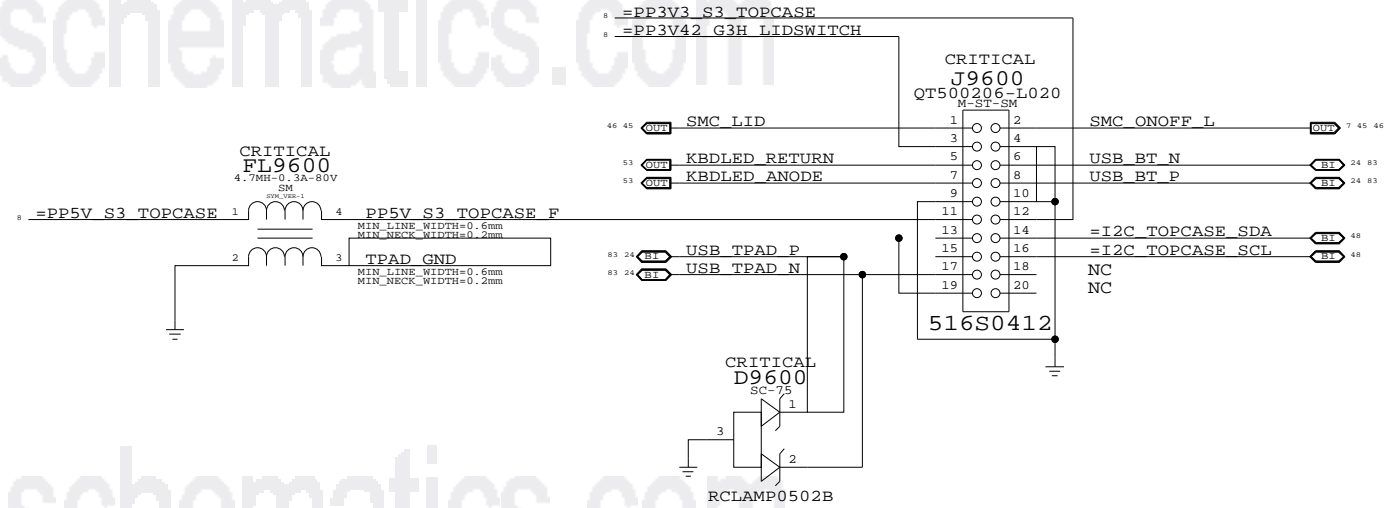 schematics.com
8 =PP3V3_S3_TOPCASE
8 =PP3V42_G3H_LIDSWITCH
CRITICAL
J9600
QT500206-L020
M-ST-SM
46 45 OUT SMC_LID 1 2 SMC_ONOFF_L OUT 7 45 46
3 4
53 OUT KBDLED_RETURN 5 6 USB_BT_N BI 24 83
53 OUT KBDLED_ANODE 7 8 USB_BT_P BI 24 83
9 10
CRITICAL
FL9600
4.7MH-0.3A-80V
SM
SYM_VER-1
8 =PP5V_S3_TOPCASE 1 4 PP5V_S3_TOPCASE_F 11 12
MIN_LINE_WIDTH=0.6mm
MIN_NECK_WIDTH=0.2mm
13 14 =I2C_TOPCASE_SDA BI 48
83 24 BI USB_TPAD_P 15 16 =I2C_TOPCASE_SCL BI 48
2 3 TPAD_GND
MIN_LINE_WIDTH=0.6mm
MIN_NECK_WIDTH=0.2mm
83 24 BI USB_TPAD_N 17 18 NC
19 20 NC
516S0412
CRITICAL
D9600
SC-75
1
3
2
RCLAMP0502B
schematics.com